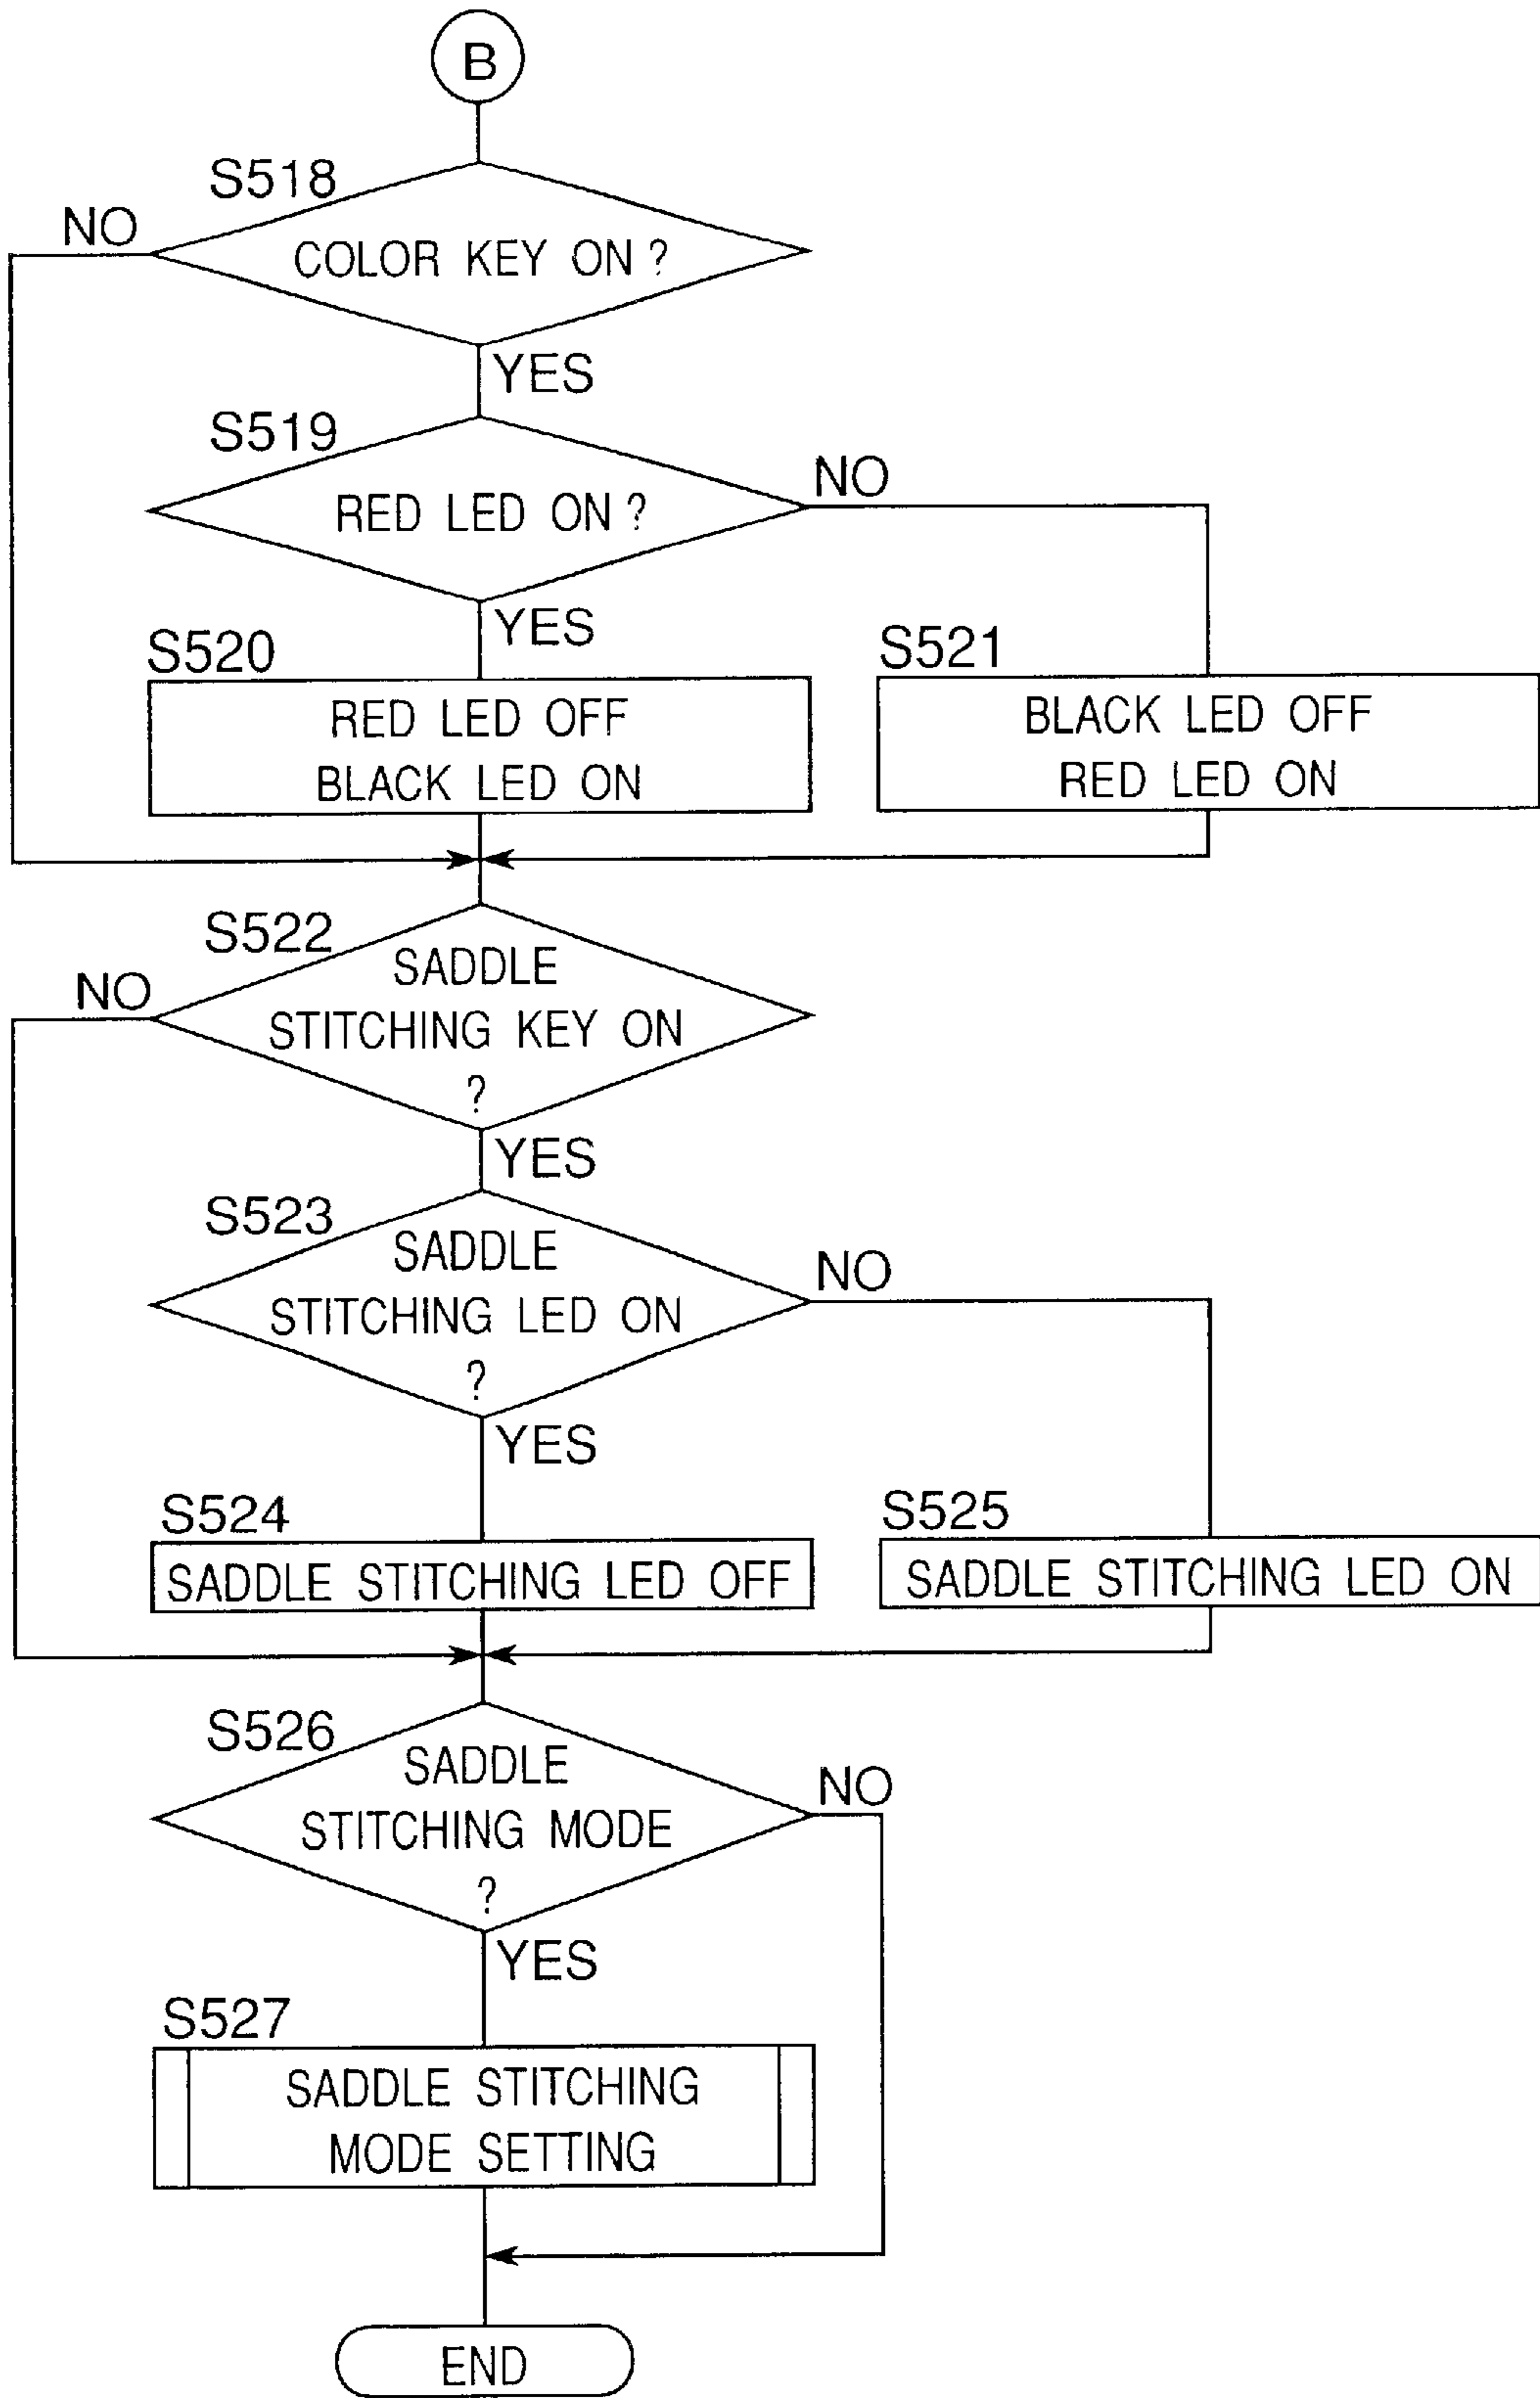 B
S518
NO
COLOR KEY ON ?
YES
S519
NO
RED LED ON ?
YES
S520
S521
RED LED OFF
BLACK LED ON
BLACK LED OFF
RED LED ON
S522
NO
SADDLE
STITCHING KEY ON
?
YES
S523
NO
SADDLE
STITCHING LED ON
?
YES
S524
S525
SADDLE STITCHING LED OFF
SADDLE STITCHING LED ON
S526
NO
SADDLE
STITCHING MODE
?
YES
S527
SADDLE STITCHING
MODE SETTING
END